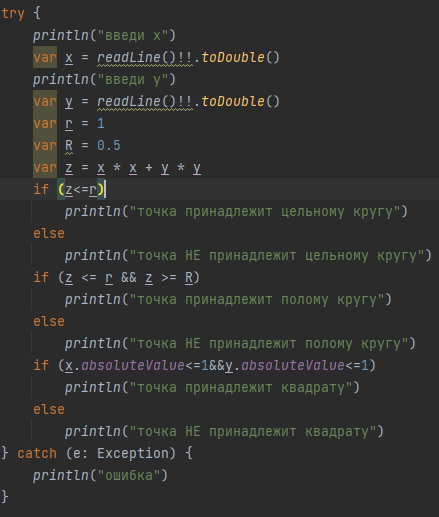 try {
println("введи x")
var x = readLine()!!.toDouble()
println("введи y")
var y = readLine()!!.toDouble()
var r = 1
var R = 0.5
var z = x * x + y * y
if (z<=r)
println("точка принадлежит цельному кругу")
else
println("точка НЕ принадлежит цельному кругу")
if (z <= r && z >= R)
println("точка принадлежит полому кругу")
else
println("точка НЕ принадлежит полому кругу")
if (x.absoluteValue<=1&&y.absoluteValue<=1)
println("точка принадлежит квадрату")
else
println("точка НЕ принадлежит квадрату")
} catch (e: Exception) {
println("ошибка")
}